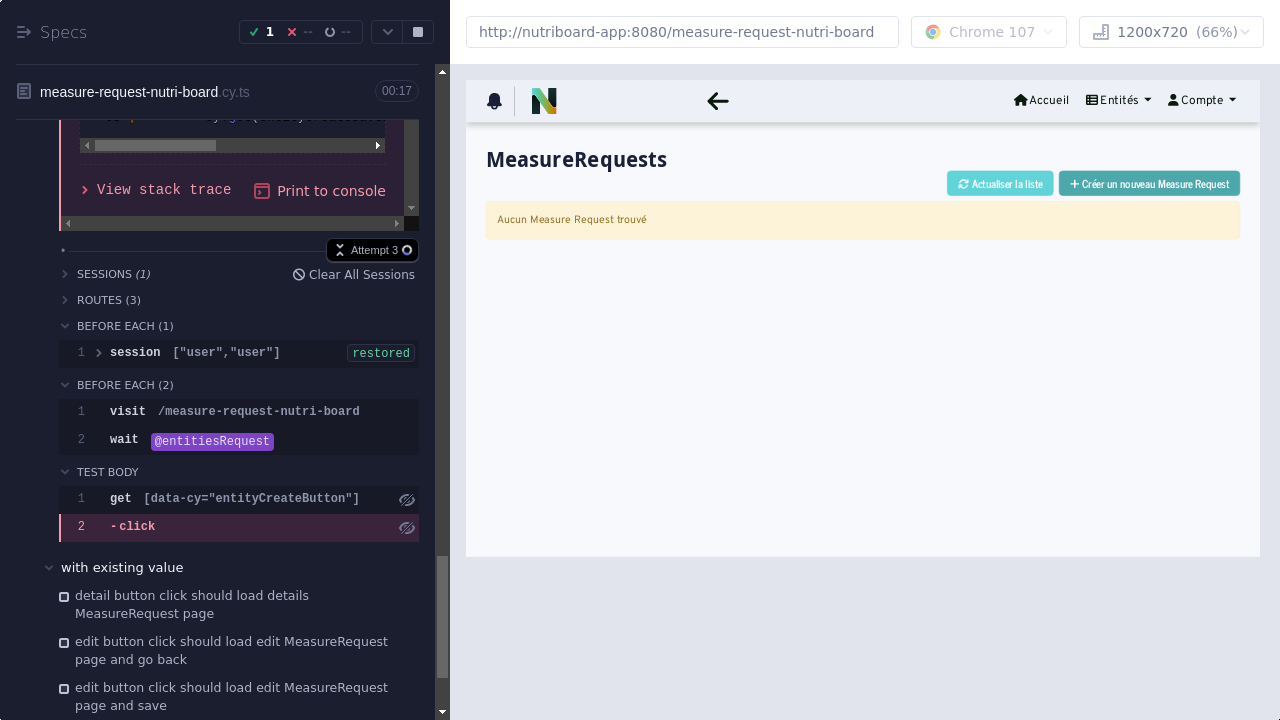 Specs
1
--
--
measure-request-nutri-board.cy.ts
00:17
View stack trace
Print to console
Attempt 3
SESSIONS (1)
Clear All Sessions
ROUTES (3)
BEFORE EACH (1)
1 session ["user","user"] restored
BEFORE EACH (2)
1 visit /measure-request-nutri-board
2 wait @entitiesRequest
TEST BODY
1 get [data-cy="entityCreateButton"]
2 -click
with existing value
detail button click should load details
MeasureRequest page
edit button click should load edit MeasureRequest
page and go back
edit button click should load edit MeasureRequest
page and save
http://nutriboard-app:8080/measure-request-nutri-board
Chrome 107
1200x720 (66%)
N
Accueil
Entités
Compte
MeasureRequests
Actualiser la liste
Créer un nouveau Measure Request
Aucun Measure Request trouvé